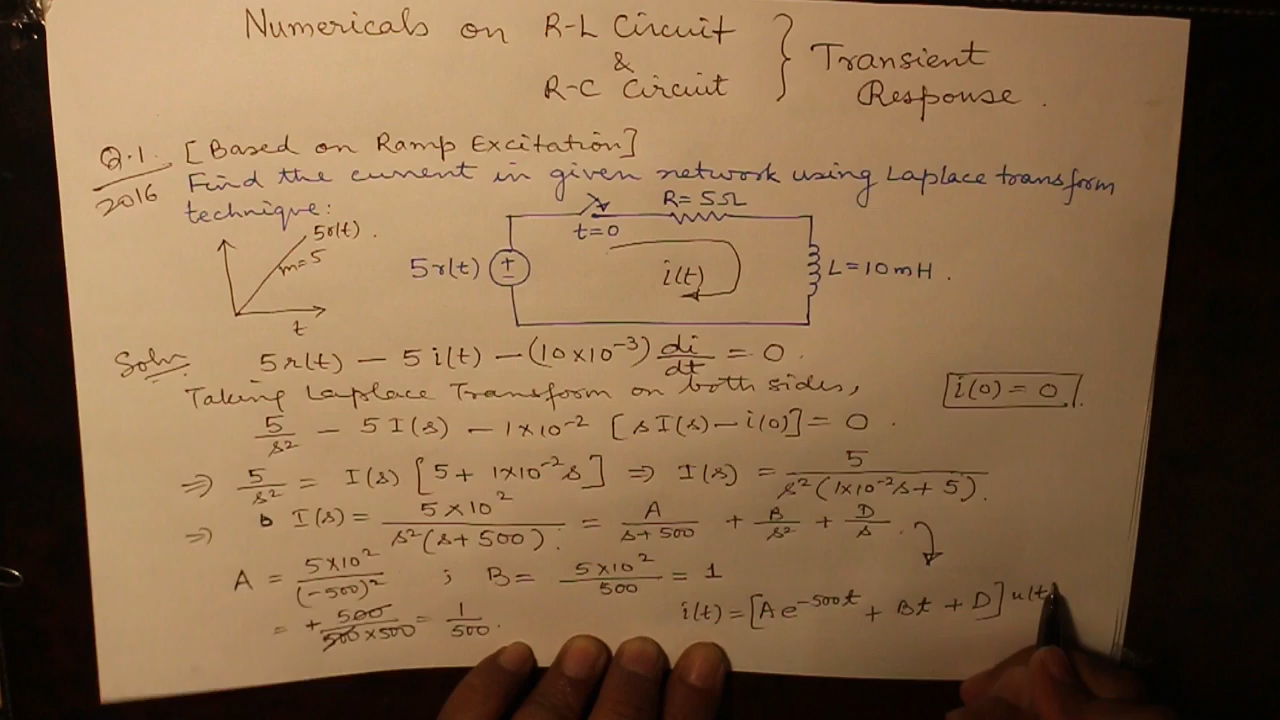 Numericals on R-L Circuit
&
R-C Circuit
} Transient
Response.
Q.1. [Based on Ramp Excitation]
2016
Find the current in given network using Laplace transform
technique:
5r(t).
m=5
t
t=0
R= 5Ω
5r(t)
+
-
i(t)
L=10mH.
Soln
5r(t) - 5i(t) - (10×10⁻³) di/dt = 0.
Taking Laplace Transform on both sides,
i(0) = 0
5/s² - 5I(s) - 1×10⁻² [sI(s) - i(0)] = 0.
⇒ 5/s² = I(s) [5 + 1×10⁻²s] ⇒ I(s) = 5/s²(1×10⁻²s + 5).
⇒ I(s) = 5×10²/s²(s+500). = A/s+500 + B/s² + D/s.
A = 5×10²/(-500)² ; B = 5×10²/500 = 1
= + 500/500×500 = 1/500.
i(t) = [Ae^-500t + Bt + D] u(t)